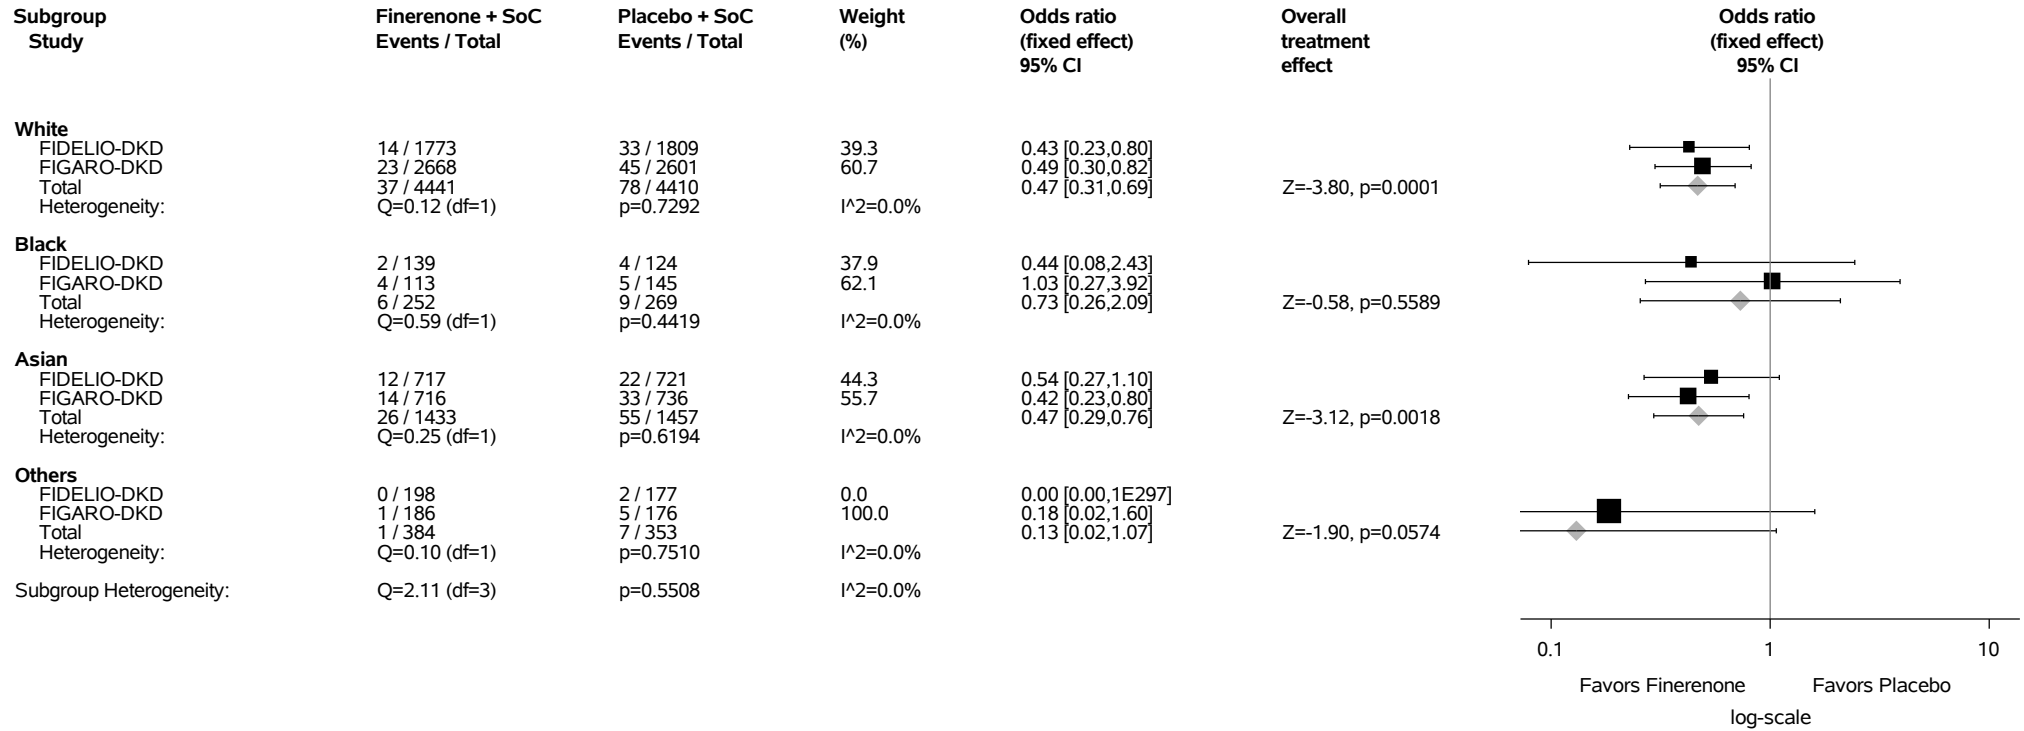 Subgroup Finerenone + SoC Placebo + SoC Weight Odds ratio Overall Odds ratio
Study Events / Total Events / Total (%) (fixed effect) treatment (fixed effect)
95% CI effect 95% CI
White
FIDELIO-DKD 14 / 1773 33 / 1809 39.3 0.43 [0.23,0.80]
FIGARO-DKD 23 / 2668 45 / 2601 60.7 0.49 [0.30,0.82]
Total 37 / 4441 78 / 4410 0.47 [0.31,0.69] Z=-3.80, p=0.0001
Heterogeneity: Q=0.12 (df=1) p=0.7292 I^2=0.0%
Black
FIDELIO-DKD 2 / 139 4 / 124 37.9 0.44 [0.08,2.43]
FIGARO-DKD 4 / 113 5 / 145 62.1 1.03 [0.27,3.92]
Total 6 / 252 9 / 269 0.73 [0.26,2.09] Z=-0.58, p=0.5589
Heterogeneity: Q=0.59 (df=1) p=0.4419 I^2=0.0%
Asian
FIDELIO-DKD 12 / 717 22 / 721 44.3 0.54 [0.27,1.10]
FIGARO-DKD 14 / 716 33 / 736 55.7 0.42 [0.23,0.80]
Total 26 / 1433 55 / 1457 0.47 [0.29,0.76] Z=-3.12, p=0.0018
Heterogeneity: Q=0.25 (df=1) p=0.6194 I^2=0.0%
Others
FIDELIO-DKD 0 / 198 2 / 177 0.0 0.00 [0.00,1E297]
FIGARO-DKD 1 / 186 5 / 176 100.0 0.18 [0.02,1.60]
Total 1 / 384 7 / 353 0.13 [0.02,1.07] Z=-1.90, p=0.0574
Heterogeneity: Q=0.10 (df=1) p=0.7510 I^2=0.0%
Subgroup Heterogeneity: Q=2.11 (df=3) p=0.5508 I^2=0.0%
0.1 1 10
Favors Finerenone Favors Placebo
log-scale